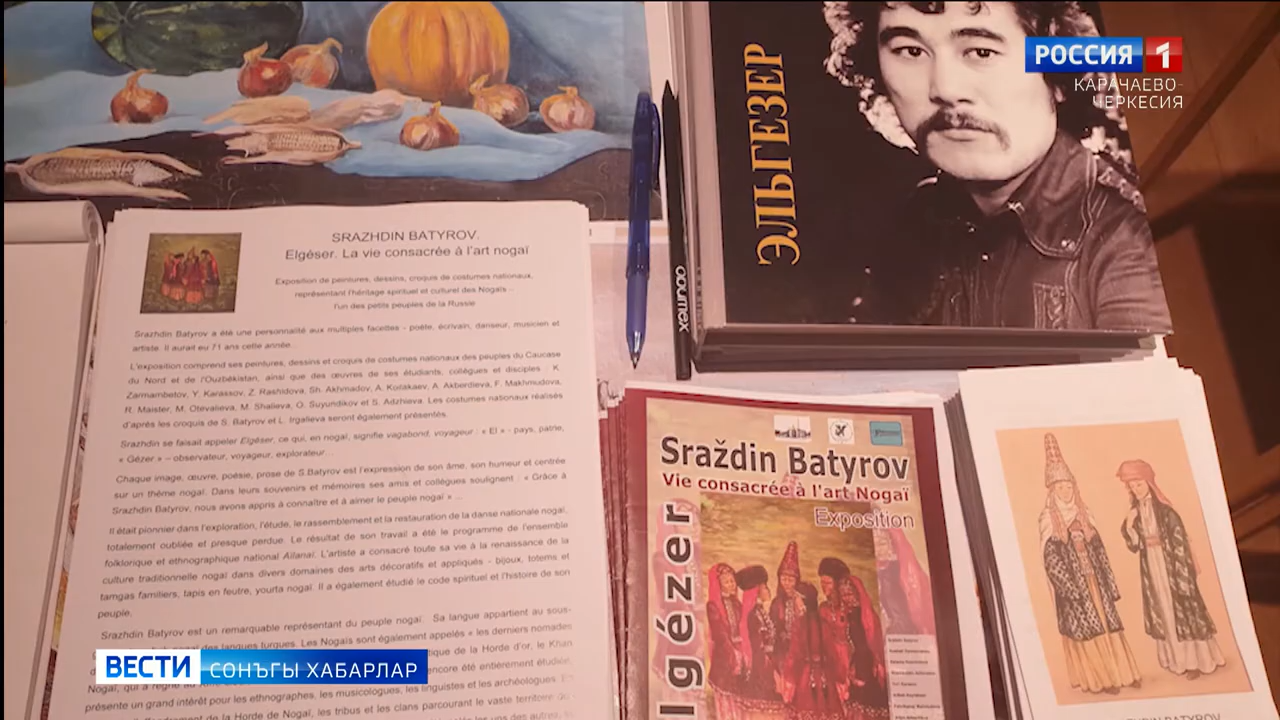 РОССИЯ 1
КАРАЧАЕВО-
ЧЕРКЕСИЯ
ЭЛЬГЕЗЕР
SRAZHDIN BATYROV.
Elgéser. La vie consacrée à l'art nogaï
Exposition de peintures, dessins, croquis de costumes nationaux,
représentant l'héritage spirituel et culturel des Nogaïs –
l'un des petits peuples de la Russie
Srazhdin Batyrov a été une personnalité aux multiples facettes - poète, écrivain, danseur, musicien et
artiste. Il aurait eu 71 ans cette année...
L'exposition comprend ses peintures, dessins et croquis de costumes nationaux des peuples du Caucase
du Nord et de l'Ouzbékistan, ainsi que des œuvres de ses étudiants, collègues et disciples : K.
Zarmambetov, Y. Karassov, Z. Rashidova, Sh. Akhmadov, A. Koilakaev, A. Akberdieva, F. Makhmudova,
R. Maister, M. Otevalieva, M. Shalieva, O. Suyundikov et S. Adzhieva. Les costumes nationaux réalisés
d'après les croquis de S. Batyrov et L. Irgalieva seront également présentés.
Srazhdin se faisait appeler Elgéser, ce qui, en nogaï, signifie vagabond, voyageur : « El » - pays, patrie,
« Gézer » – observateur, voyageur, explorateur...
Chaque image, œuvre, poésie, prose de S.Batyrov est l'expression de son âme, son humeur et centrée
sur un thème nogaï. Dans leurs souvenirs et mémoires ses amis et collègues soulignent : « Grâce à
Srazhdin Batyrov, nous avons appris à connaître et à aimer le peuple nogaï » ...
Il était pionnier dans l'exploration, l'étude, le rassemblement et la restauration de la danse nationale nogaï,
totalement oubliée et presque perdue. Le résultat de son travail a été le programme de l'ensemble
folklorique et ethnographique national Ailanaï. L'artiste a consacré toute sa vie à la renaissance de la
culture traditionnelle nogaï dans divers domaines des arts décoratifs et appliqués - bijoux, totems et
tamgas familiers, tapis en feutre, yourta nogaï. Il a également étudié le code spirituel et l'histoire de son
peuple.
Srazhdin Batyrov est un remarquable représentant du peuple nogaï. Sa langue appartient au sous-
des langues turques. Les Nogaïs sont également appelés « les derniers nomades
de la Horde d'or, le Khan
Nogaï, qui a régné encore été entièrement étudiée,
présente un grand intérêt pour les ethnographes, les musicologues, les linguistes et les archéologues.
de la Horde de Nogaï, les tribus et les clans parcourant le vaste territoire
Sraždin Batyrov
Vie consacrée à l'art Nogaï
Exposition
lgézer
ВЕСТИ СОНЪГЫ ХАБАРЛАР